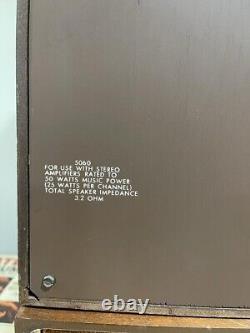 5060
FOR USE WITH STEREO
AMPLIFIERS RATED TO
50 WATTS MUSIC POWER
(25 WATTS PER CHANNEL)
TOTAL SPEAKER IMPEDANCE
3.2 OHM